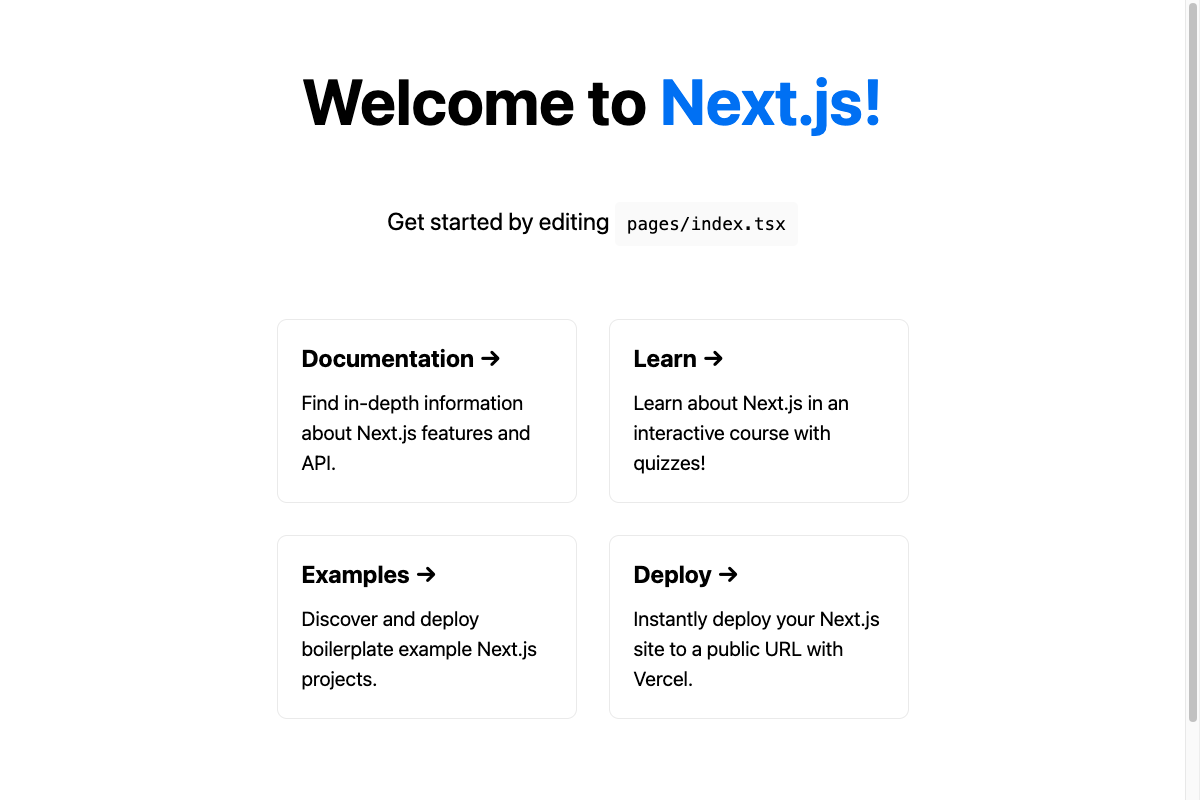 Welcome to Next.js!
Get started by editing pages/index.tsx
Documentation →
Find in-depth information
about Next.js features and
API.
Learn →
Learn about Next.js in an
interactive course with
quizzes!
Examples →
Discover and deploy
boilerplate example Next.js
projects.
Deploy →
Instantly deploy your Next.js
site to a public URL with
Vercel.